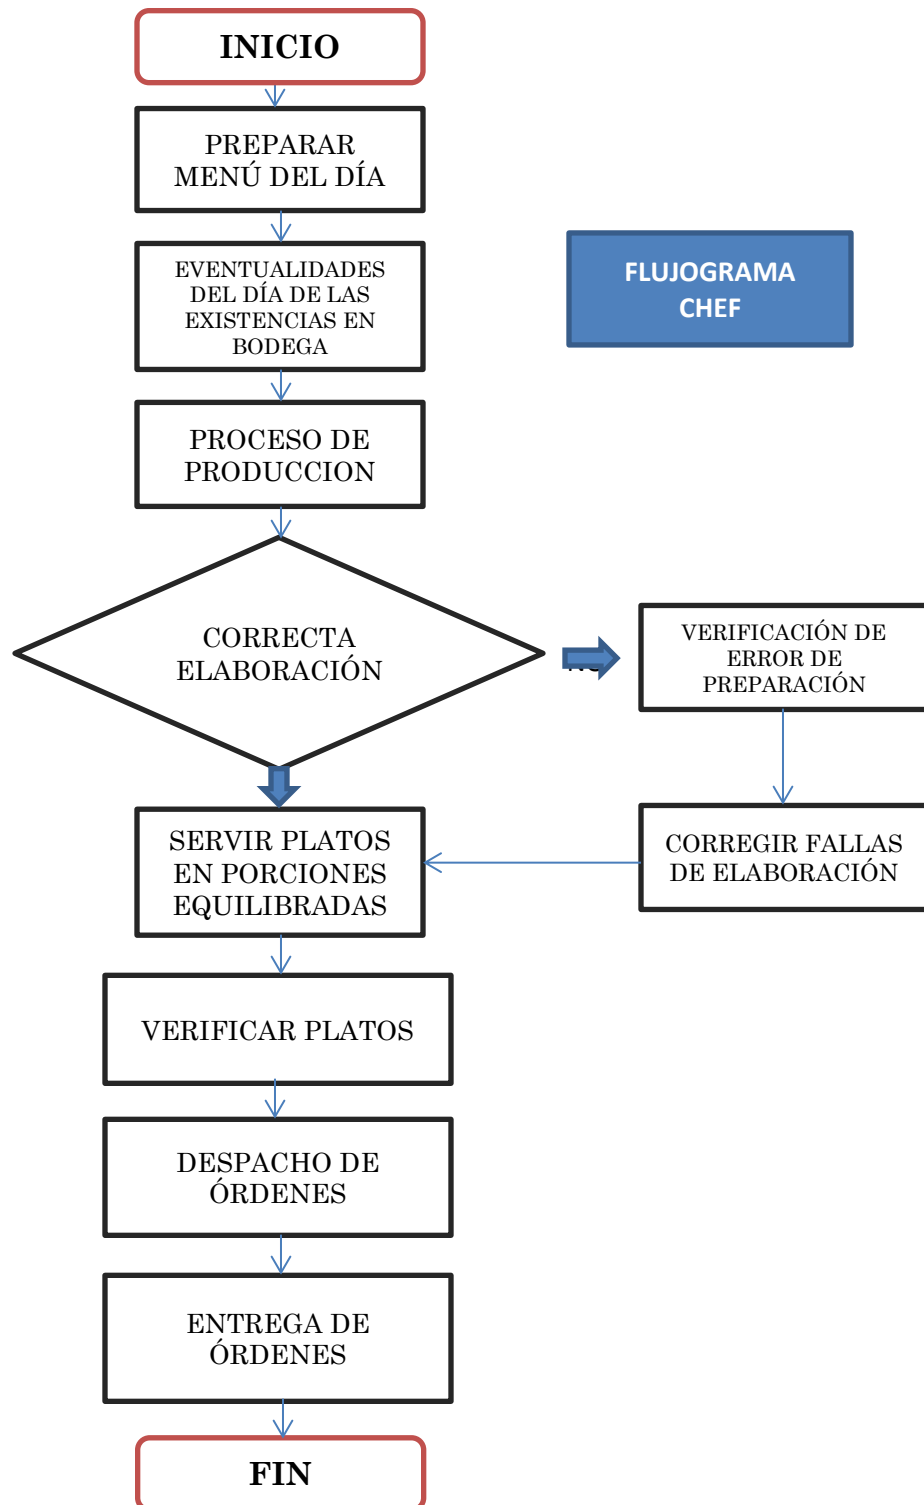 INICIO
PREPARAR
MENÚ DEL DÍA
EVENTUALIDADES
DEL DÍA DE LAS
EXISTENCIAS EN
BODEGA
FLUJOGRAMA
CHEF
PROCESO DE
PRODUCCION
CORRECTA
ELABORACIÓN
VERIFICACIÓN DE
ERROR DE
PREPARACIÓN
SERVIR PLATOS
EN PORCIONES
EQUILIBRADAS
CORREGIR FALLAS
DE ELABORACIÓN
VERIFICAR PLATOS
DESPACHO DE
ÓRDENES
ENTREGA DE
ÓRDENES
FIN